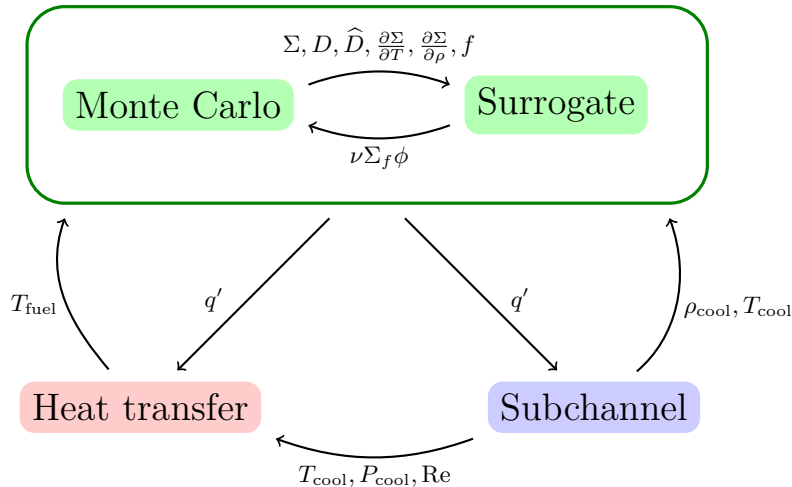 Σ, D, D̂, ∂Σ/∂T, ∂Σ/∂ρ, f
Monte Carlo
Surrogate
νΣ_f ϕ
T_fuel
q′
q′
ρ_cool, T_cool
Heat transfer
Subchannel
T_cool, P_cool, Re